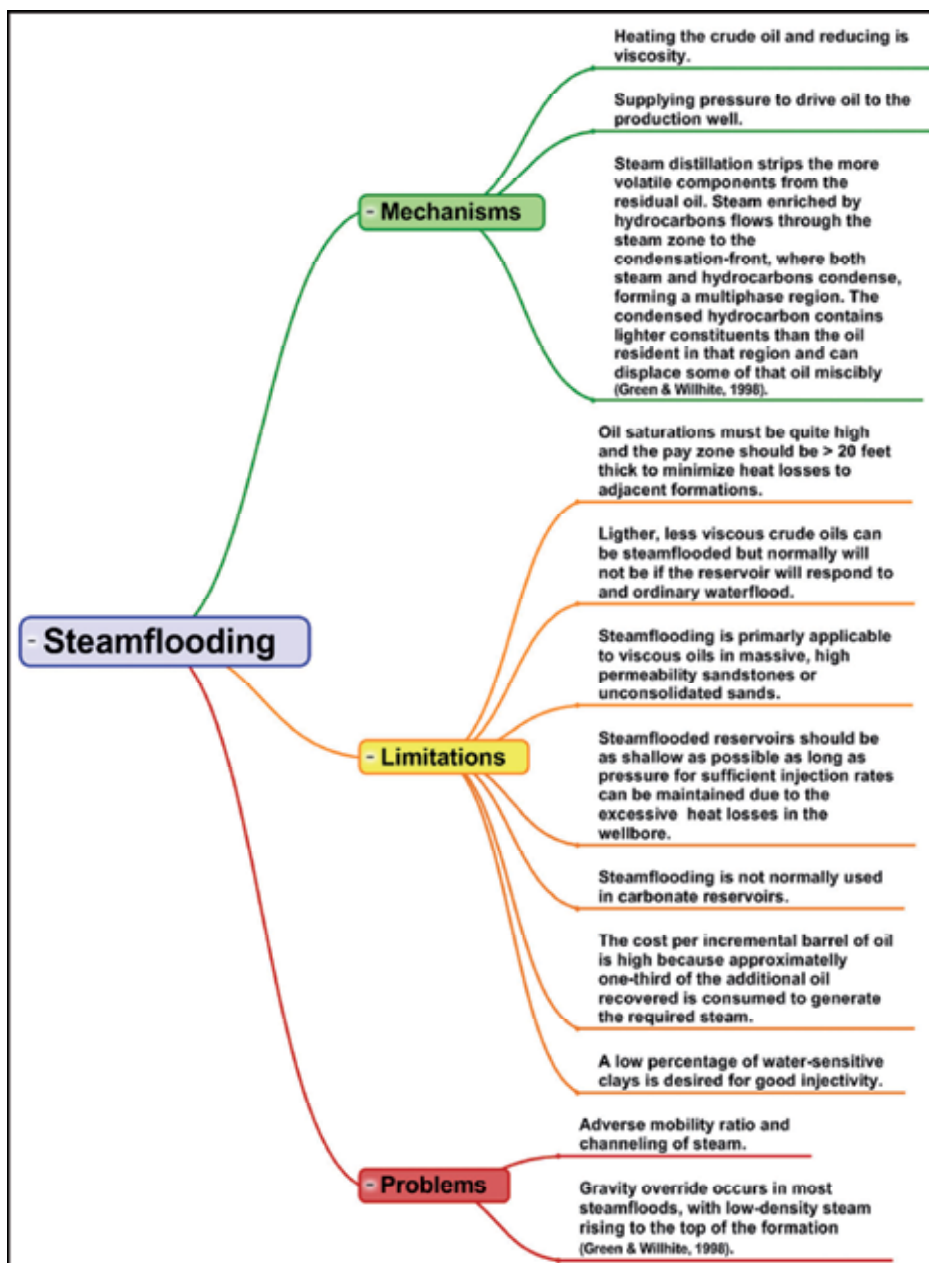 Steamflooding
Mechanisms
Heating the crude oil and reducing is
viscosity.
Supplying pressure to drive oil to the
production well.
Steam distillation strips the more
volatile components from the
residual oil. Steam enriched by
hydrocarbons flows through the
steam zone to the
condensation-front, where both
steam and hydrocarbons condense,
forming a multiphase region. The
condensed hydrocarbon contains
lighter constituents than the oil
resident in that region and can
displace some of that oil miscibly
(Green & Willhite, 1998).
Limitations
Oil saturations must be quite high
and the pay zone should be > 20 feet
thick to minimize heat losses to
adjacent formations.
Ligther, less viscous crude oils can
be steamflooded but normally will
not be if the reservoir will respond to
and ordinary waterflood.
Steamflooding is primarly applicable
to viscous oils in massive, high
permeability sandstones or
unconsolidated sands.
Steamflooded reservoirs should be
as shallow as possible as long as
pressure for sufficient injection rates
can be maintained due to the
excessive heat losses in the
wellbore.
Steamflooding is not normally used
in carbonate reservoirs.
The cost per incremental barrel of oil
is high because approximatelly
one-third of the additional oil
recovered is consumed to generate
the required steam.
A low percentage of water-sensitive
clays is desired for good injectivity.
Problems
Adverse mobility ratio and
channeling of steam.
Gravity override occurs in most
steamfloods, with low-density steam
rising to the top of the formation
(Green & Willhite, 1998).